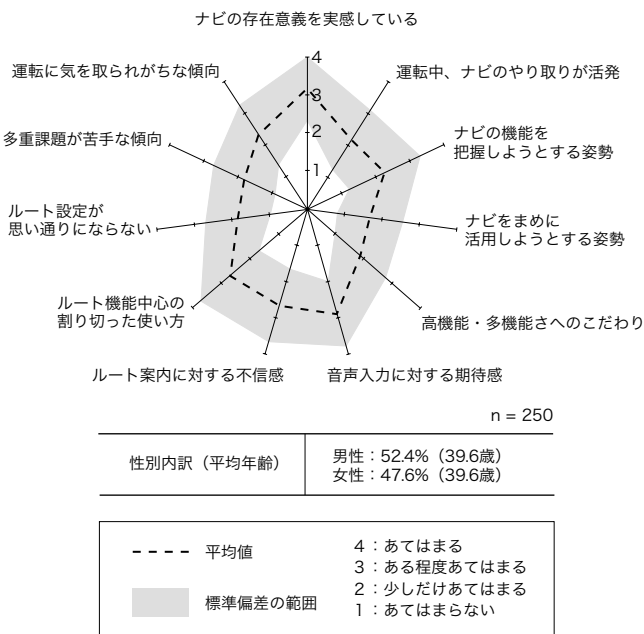 ナビの存在意義を実感している
運転に気を取られがちな傾向
運転中、ナビのやり取りが活発
多重課題が苦手な傾向
ナビの機能を
把握しようとする姿勢
ルート設定が
思い通りにならない
ナビをまめに
活用しようとする姿勢
ルート機能中心の
割り切った使い方
高機能・多機能さへのこだわり
ルート案内に対する不信感
音声入力に対する期待感
4
3
2
1
n = 250
性別内訳（平均年齢）
男性：52.4%（39.6歳）
女性：47.6%（39.6歳）
平均値
標準偏差の範囲
4：あてはまる
3：ある程度あてはまる
2：少しだけあてはまる
1：あてはまらない